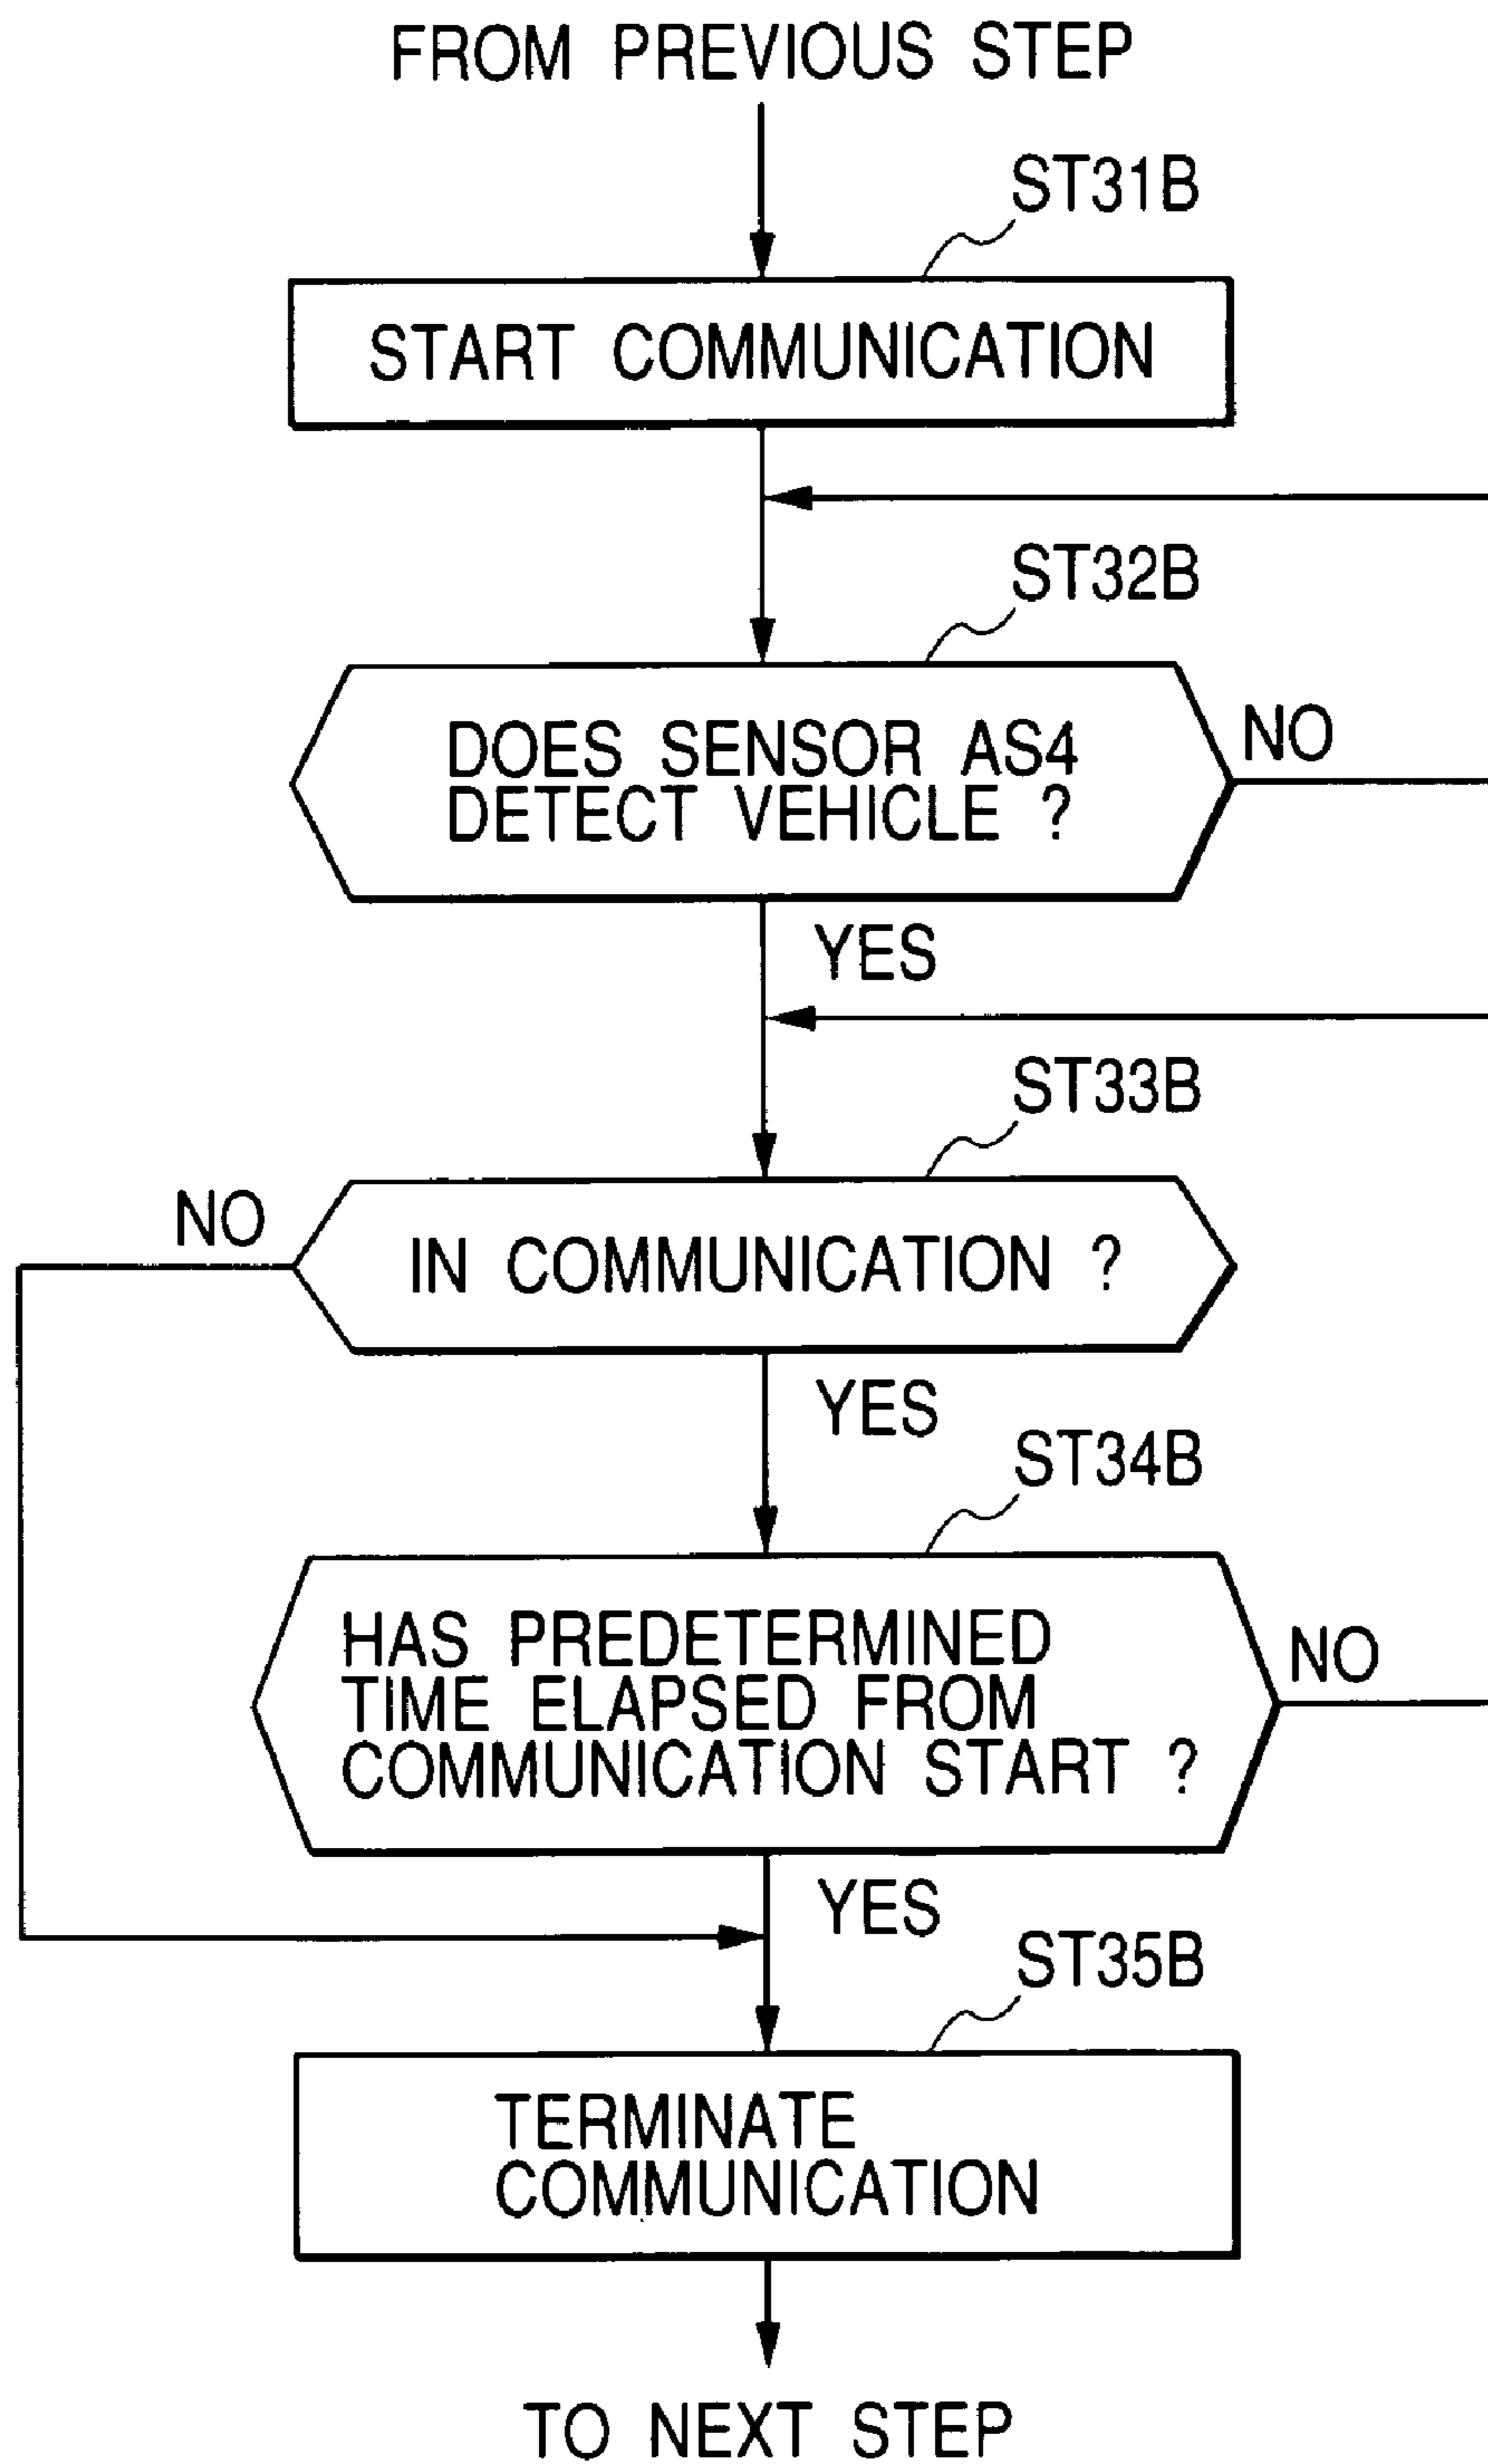 FROM PREVIOUS STEP
ST31B
START COMMUNICATION
ST32B
DOES SENSOR AS4
DETECT VEHICLE ?
NO
YES
ST33B
NO
IN COMMUNICATION ?
YES
ST34B
HAS PREDETERMINED
TIME ELAPSED FROM
COMMUNICATION START ?
NO
YES
ST35B
TERMINATE
COMMUNICATION
TO NEXT STEP